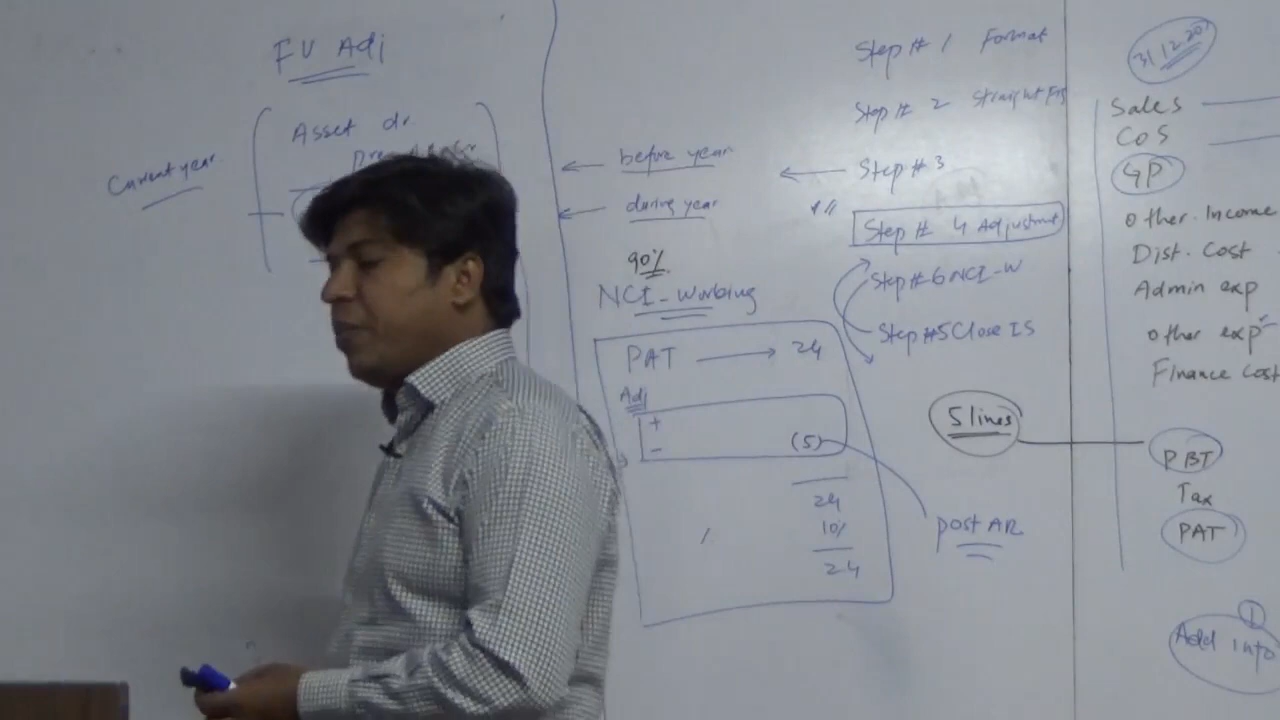 FV Adj
Asset dr
Current year
before year
during year
90%
NCI-Working
PAT → 24
Adj
+
- (5)
24
10%
24
Post AR
Step # 1 Format
Step # 2 Straight
Step # 3
Step # 4 Adjustment
Step # 6 NCI-W
Step # 5 Close IS
5 lines
31.12.20
Sales
COS
GP
Other Income
Dist. Cost
Admin exp
Other exp
Finance Cost
PBT
Tax
PAT
1
Add info